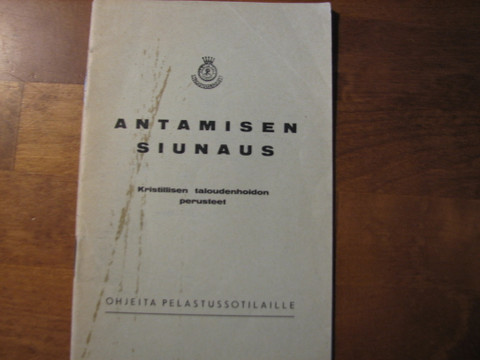 ANTAMISEN
SIUNAUS
Kristillisen taloudenhoidon
perusteet
OHJEITA PELASTUSSOTILAILLE